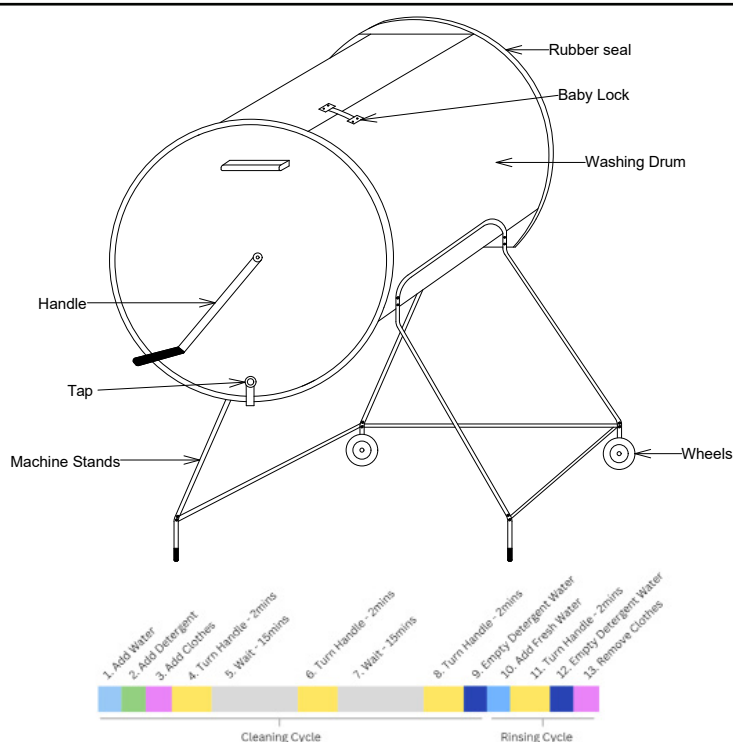 Rubber seal
Baby Lock
Washing Drum
Handle
Tap
Machine Stands
Wheels
1. Add Water
2. Add Detergent
3. Add Clothes
4. Turn Handle - 2mins
5. Wait - 15mins
6. Turn Handle - 2mins
7. Wait - 15mins
8. Turn Handle - 2mins
9. Empty Detergent Water
10. Add Fresh Water
11. Turn Handle - 2mins
12. Empty Detergent Water
13. Remove Clothes
Cleaning Cycle
Rinsing Cycle